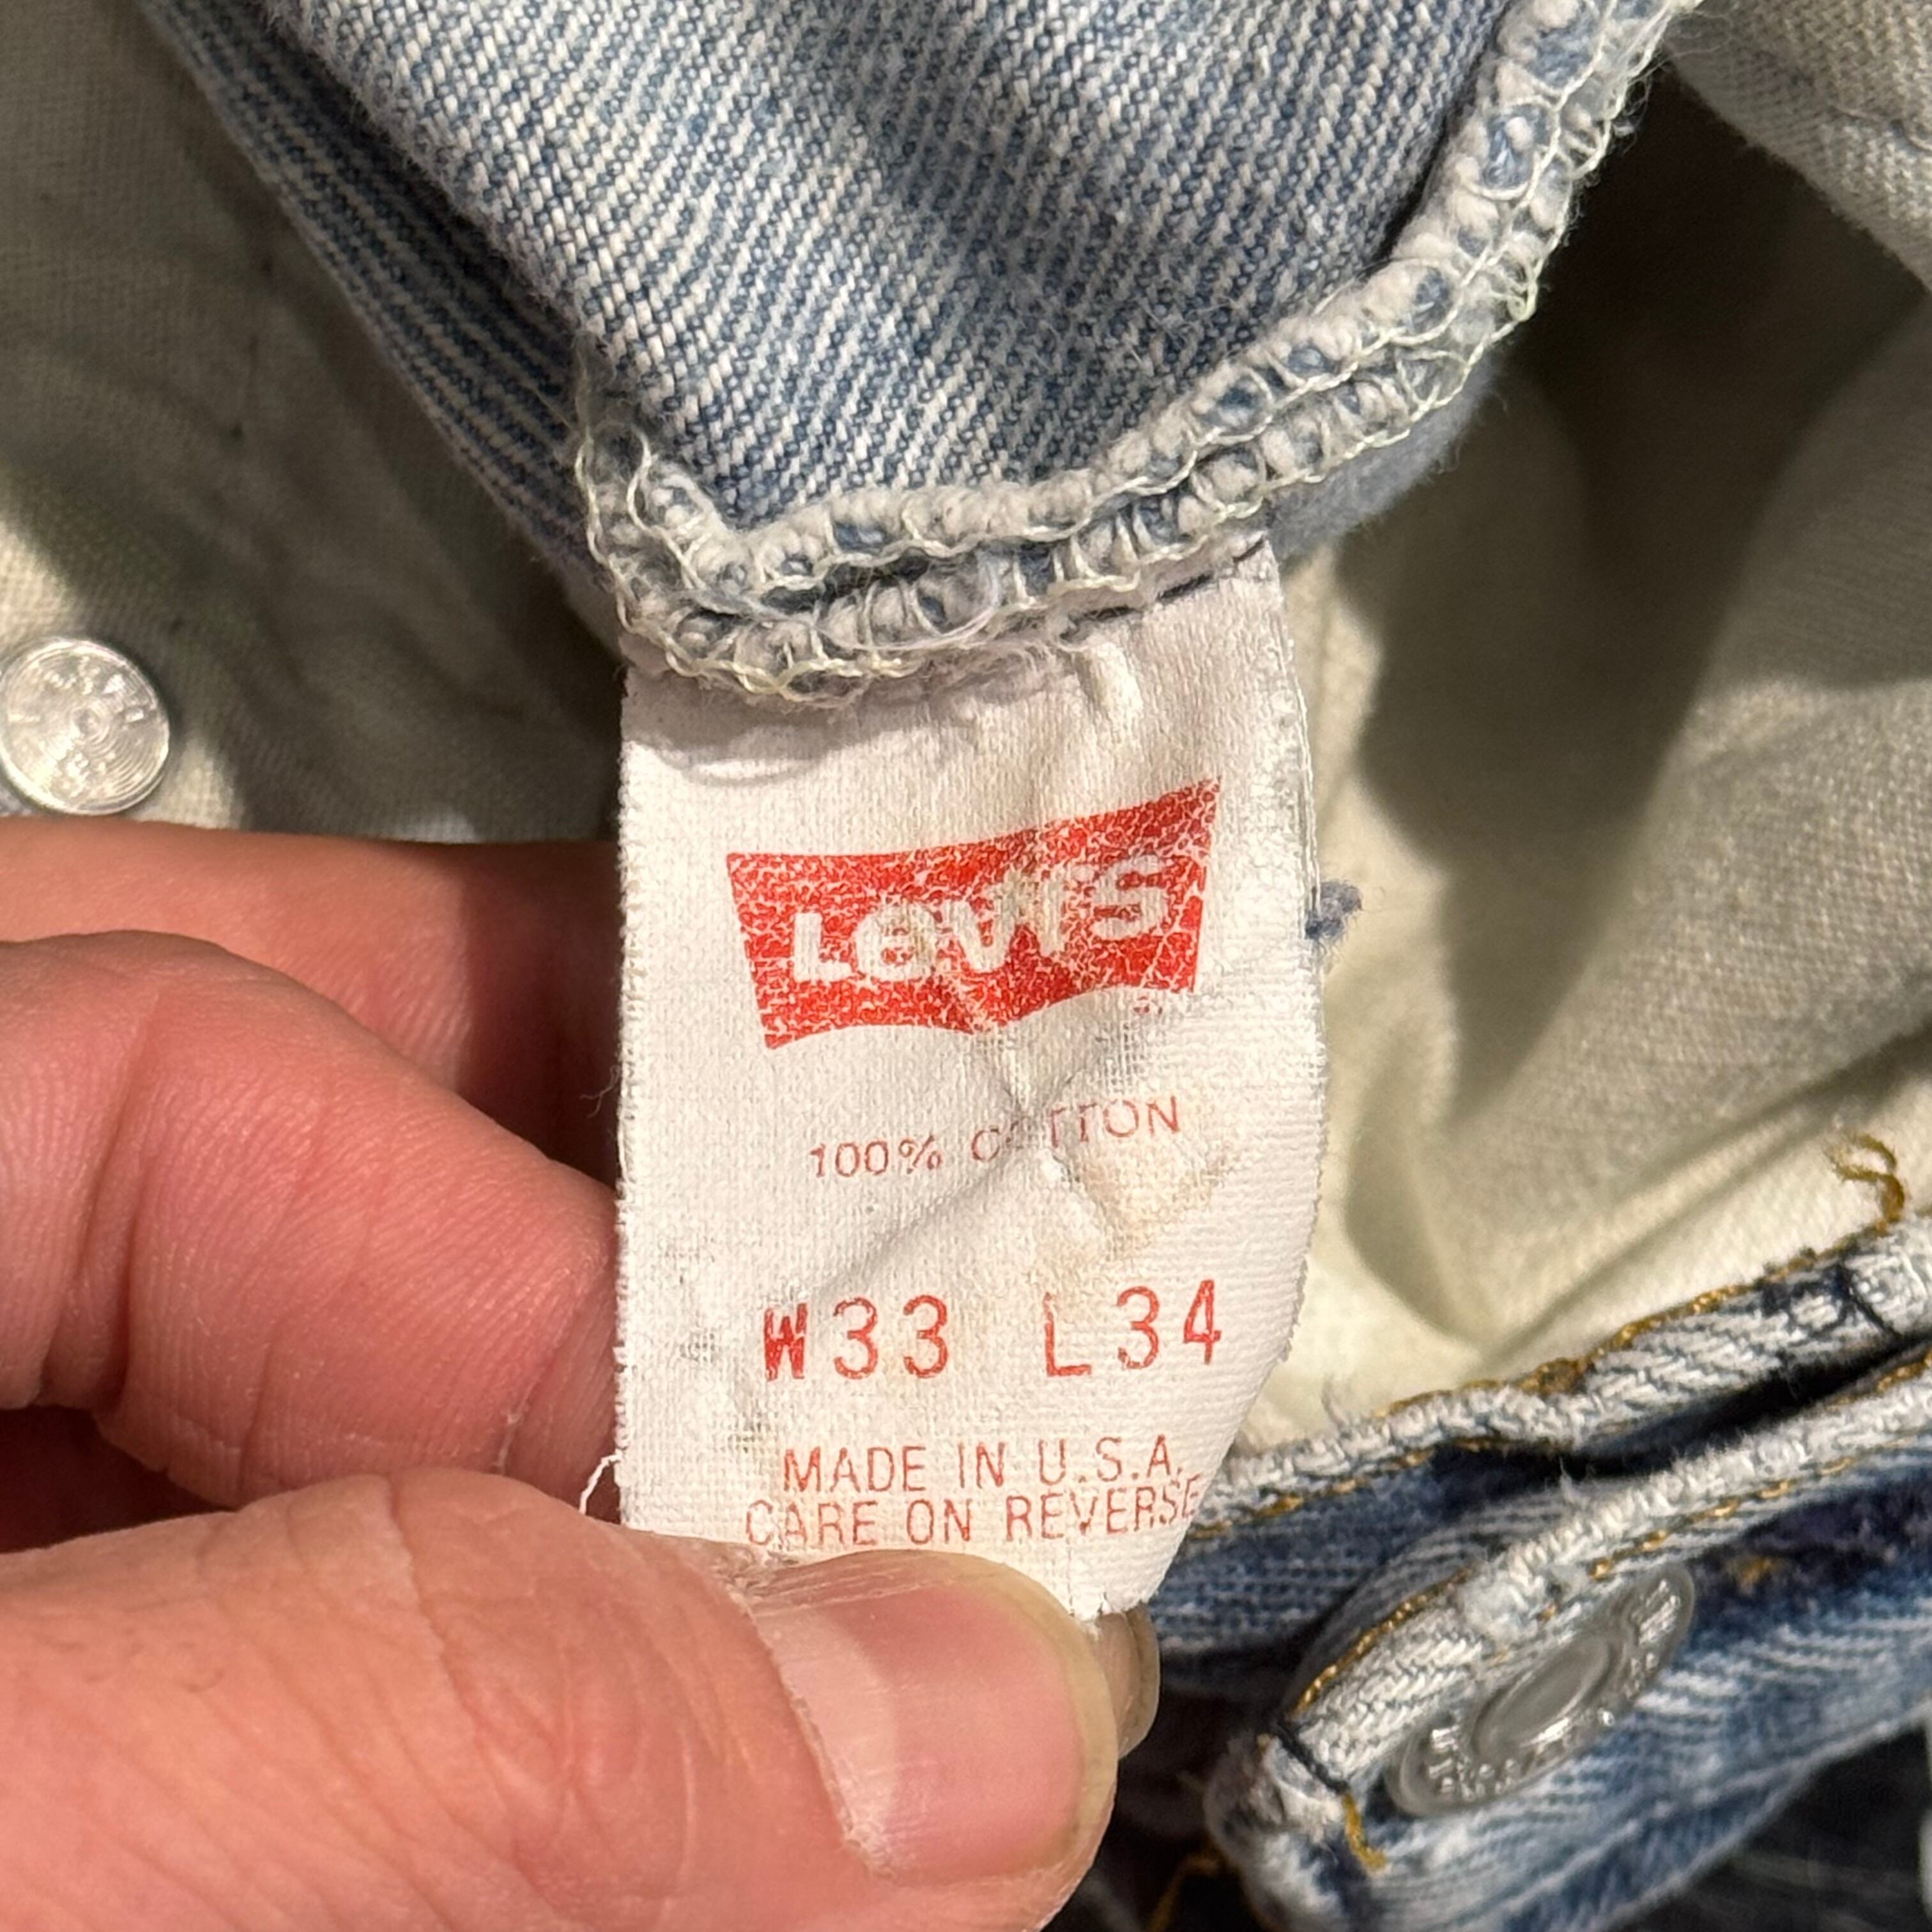 LEVI'S
100% COTTON
W33 L34
MADE IN U.S.A.
CARE ON REVERSE